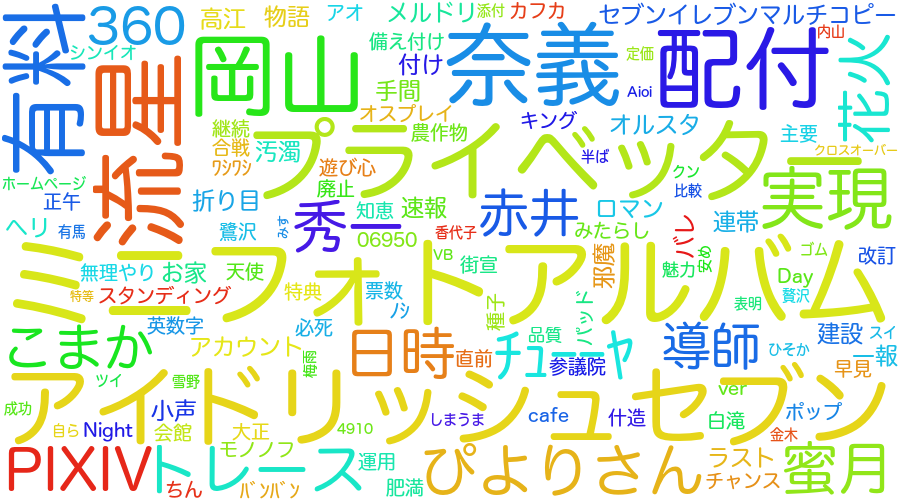 有料
360
高江
物語
アオ
メルドリ
添付
カフカ
セブンイレブンマルチコピー
シンイオ
流星
岡山
備え付け
付け
手間
奈義
配付
内山
定価
Aioi
花火
オスプレイ
継続
合戦
ﾜｼﾜｼ
汚濁
農作物
キング
オルスタ
主要
クロスオーバー
プライベッター
遊び心
廃止
半ば
クン
比較
ホームページ
正午
折り目
知恵
速報
赤井
ロマン
連帯
実現
ヘリ
有馬
鷺沢
みす
秀一
06950
香代子
みたらし
バレ
安め
ゴム
改訂
無理やり
お家
天使
VB
街宣
邪魔
魅力
Day
贅沢
特等
スタンディング
特典
票数
ﾉｼ
種子
バッド
表明
ミニフォトアルバム
英数字
必死
品質
建設
スイ
こまか
アカウント
梅雨
日時
直前
チューーヤ
参議院
導師
ひそか
一報
早見
ツイ
雪野
アイドリッシュセブン
成功
小声
しまうま
cafe
什造
ver
白滝
ポップ
自ら
Night
会館
大正
4910
金木
モノノフ
PIXIV
トレース
運用
ぴよりさん
ラスト
チャンス
蜜月
ちん
ﾊﾞﾝﾊﾞﾝ
肥満